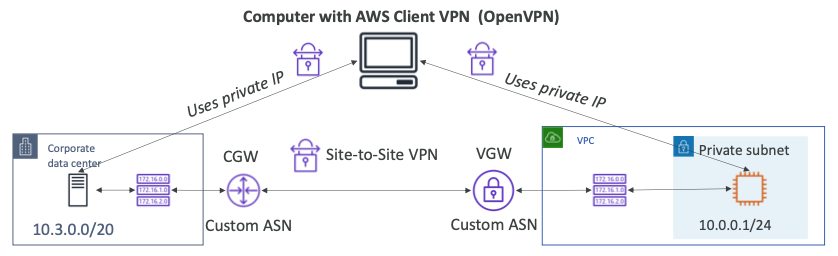 Computer with AWS Client VPN (OpenVPN)
Uses private IP
Uses private IP
Corporate
data center
CGW
Site-to-Site VPN
VGW
VPC
Private subnet
172.16.0.0
172.16.1.0
172.16.2.0
172.16.0.0
172.16.1.0
172.16.2.0
10.3.0.0/20
Custom ASN
Custom ASN
10.0.0.1/24